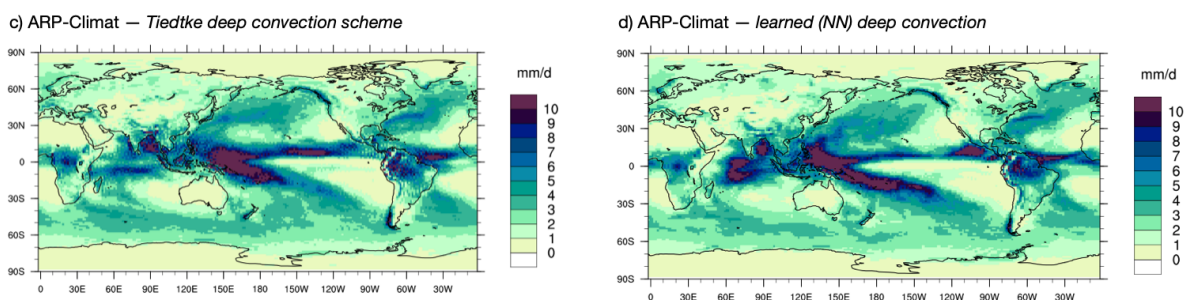 c) ARP-Climat — Tiedtke deep convection scheme
90N
60N
30N
0
30S
60S
90S
0 30E 60E 90E 120E 150E 180 150W 120W 90W 60W 30W
mm/d
10
9
8
7
6
5
4
3
2
1
0
d) ARP-Climat — learned (NN) deep convection
90N
60N
30N
0
30S
60S
90S
0 30E 60E 90E 120E 150E 180 150W 120W 90W 60W 30W
mm/d
10
9
8
7
6
5
4
3
2
1
0